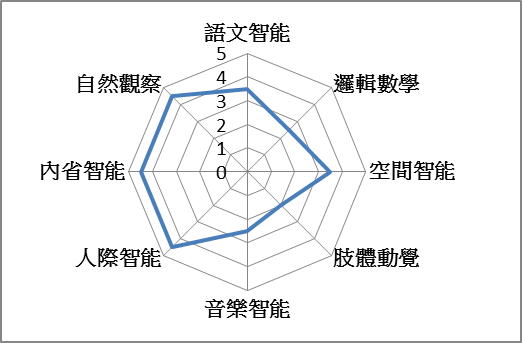 語文智能
邏輯數學
空間智能
肢體動覺
音樂智能
人際智能
內省智能
自然觀察
5
4
3
2
1
0